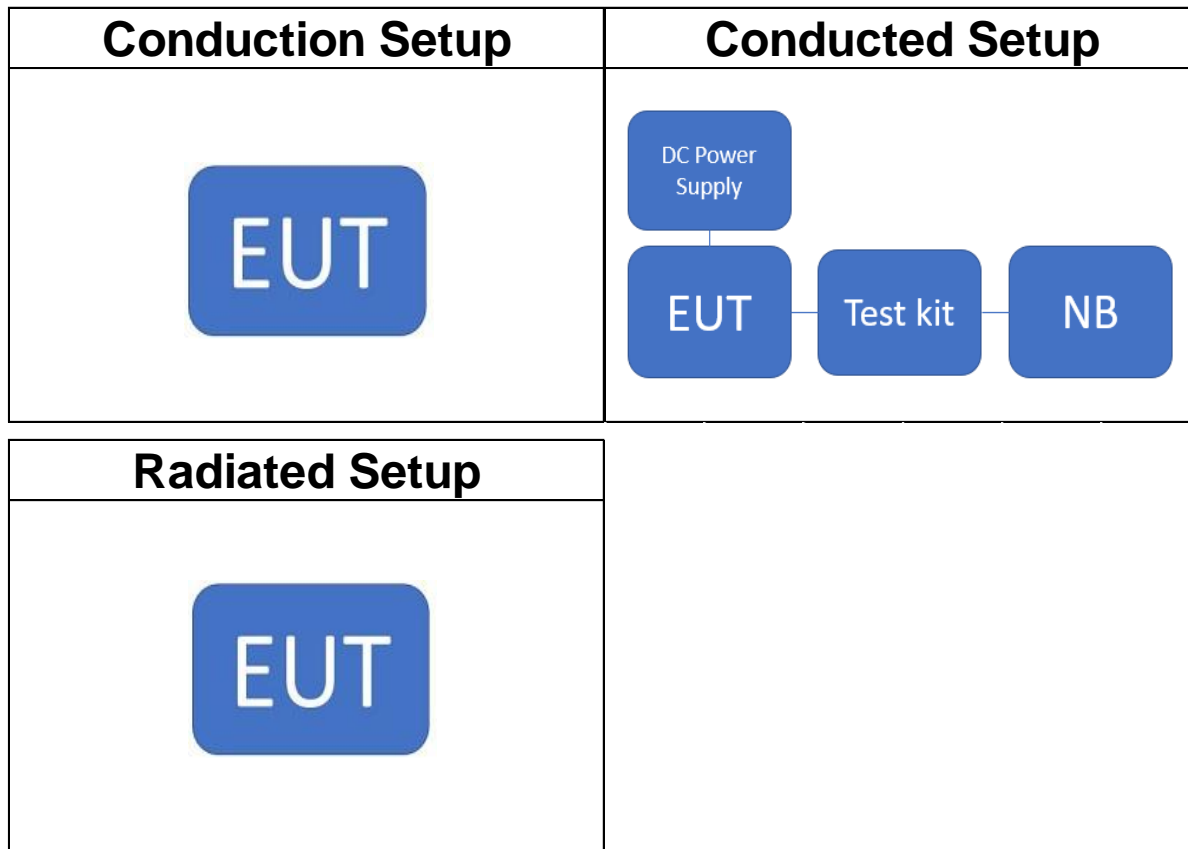 Conduction Setup
Conducted Setup
EUT
DC Power
Supply
EUT
Test kit
NB
Radiated Setup
EUT